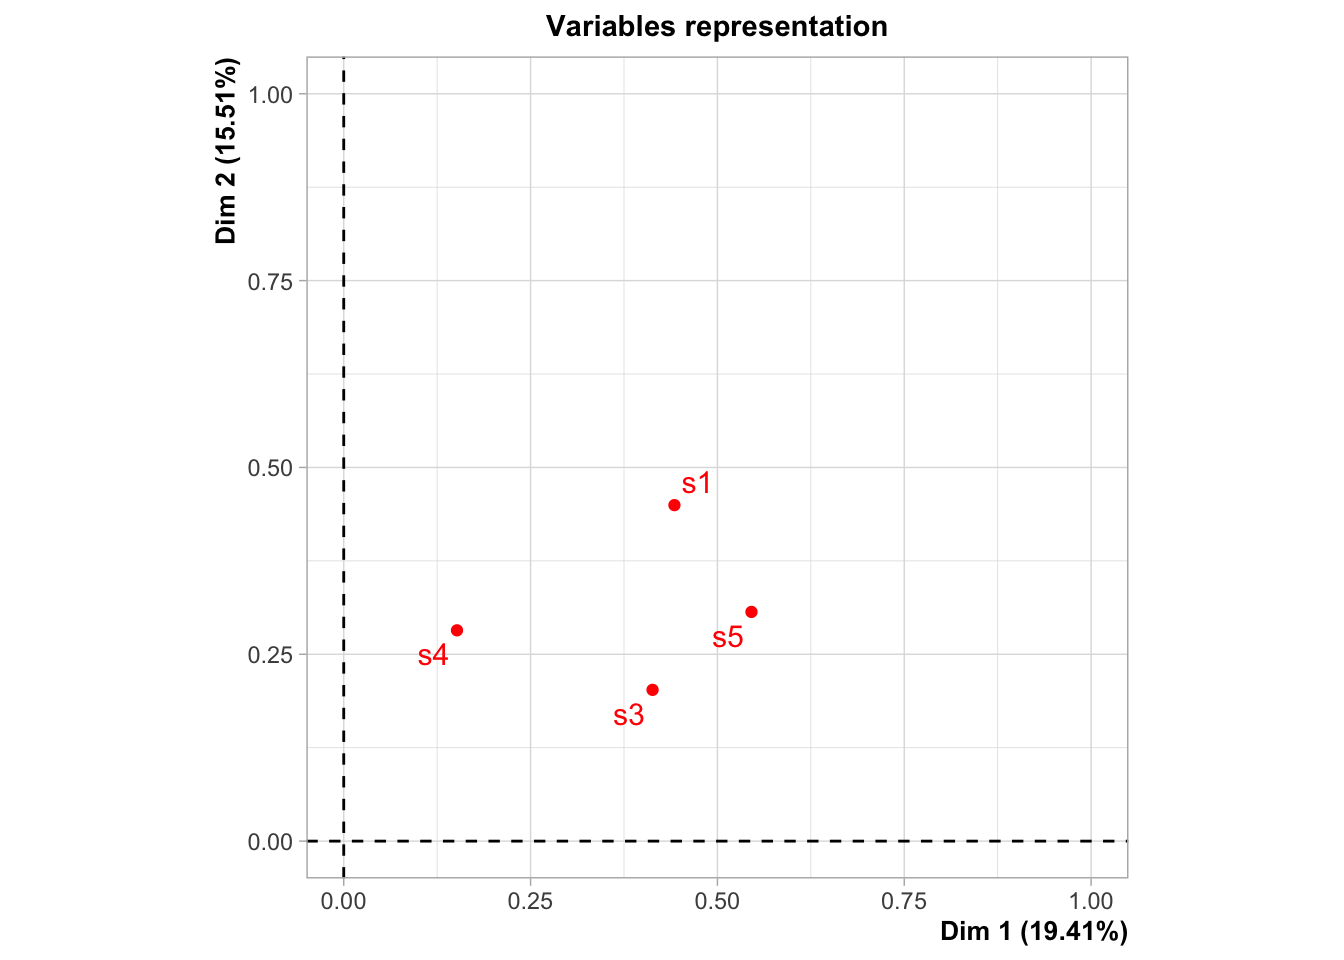 Variables representation
Dim 2 (15.51%)
1.00
0.75
0.50
0.25
0.00
s1
s5
s4
s3
0.00 0.25 0.50 0.75 1.00
Dim 1 (19.41%)